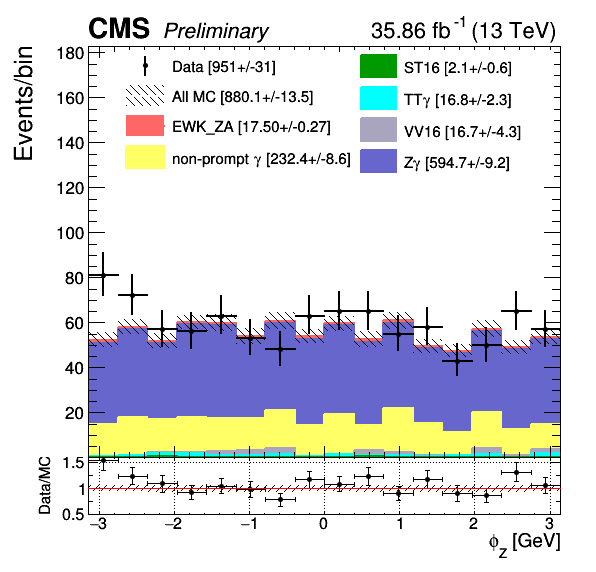 CMS Preliminary 35.86 fb⁻¹ (13 TeV)
Events/bin
180
160
140
120
100
80
60
40
20
Data [951+/-31]
All MC [880.1+/-13.5]
EWK_ZA [17.50+/-0.27]
non-prompt γ [232.4+/-8.6]
ST16 [2.1+/-0.6]
TTγ [16.8+/-2.3]
VV16 [16.7+/-4.3]
Zγ [594.7+/-9.2]
Data/MC
1.5
1
0.5
−3 −2 −1 0 1 2 3
ϕZ [GeV]